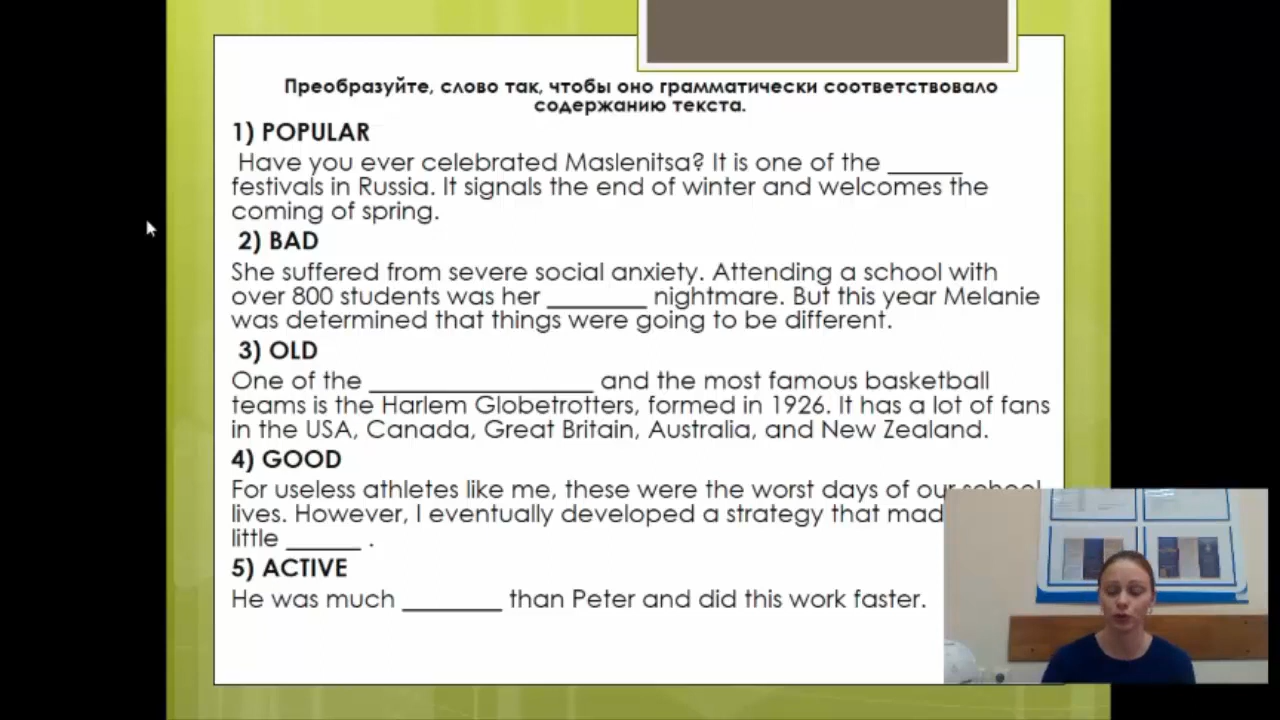 Преобразуйте, слово так, чтобы оно грамматически соответствовало
содержанию текста.
1) POPULAR
Have you ever celebrated Maslenitsa? It is one of the ______
festivals in Russia. It signals the end of winter and welcomes the
coming of spring.
2) BAD
She suffered from severe social anxiety. Attending a school with
over 800 students was her ________ nightmare. But this year Melanie
was determined that things were going to be different.
3) OLD
One of the __________________ and the most famous basketball
teams is the Harlem Globetrotters, formed in 1926. It has a lot of fans
in the USA, Canada, Great Britain, Australia, and New Zealand.
4) GOOD
For useless athletes like me, these were the worst days of our school
lives. However, I eventually developed a strategy that mad
little ______ .
5) ACTIVE
He was much ________ than Peter and did this work faster.